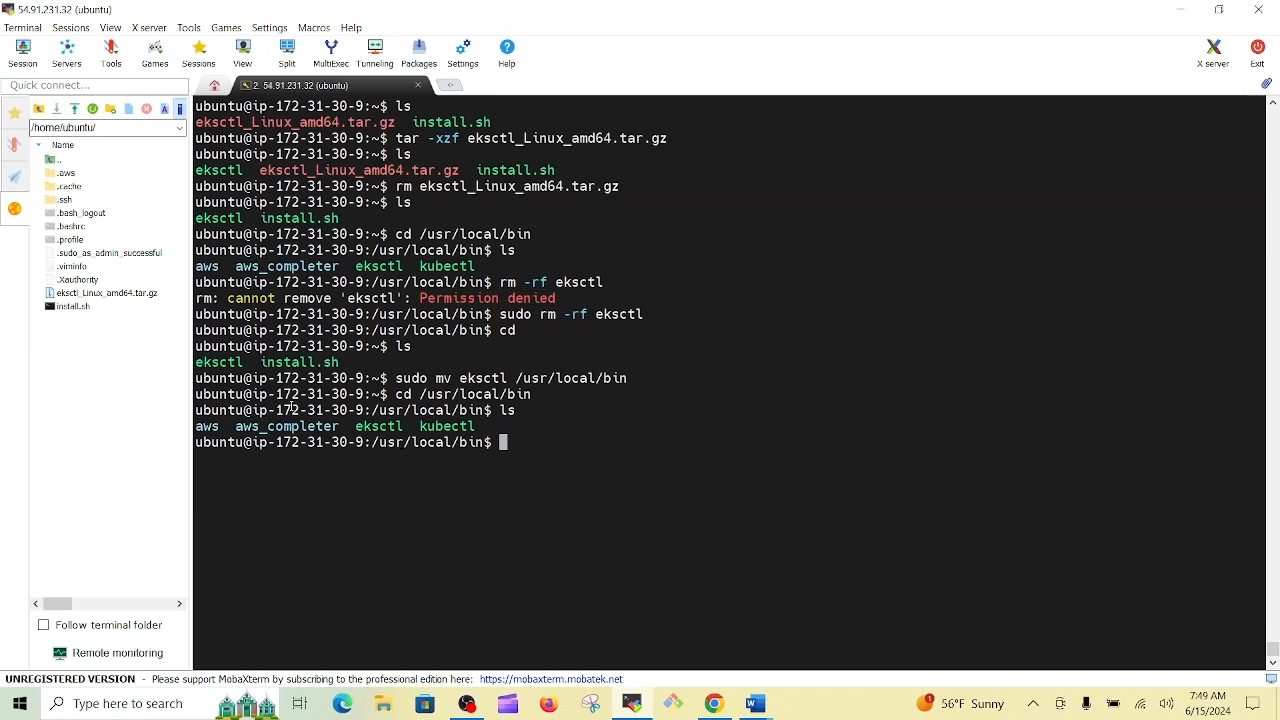 54.91.231.32 (ubuntu)
Terminal Sessions View X server Tools Games Settings Macros Help
Session Servers Tools Games Sessions View Split MultiExec Tunneling Packages Settings Help X server Exit
Quick connect...
2. 54.91.231.32 (ubuntu)
/home/ubuntu/
Name
..
.aws
.cache
.ssh
.bash_logout
.bashrc
.profile
.sudo_as_admin_successful
.viminfo
.Xauthority
eksctl_Linux_amd64.tar.gz
install.sh
Follow terminal folder
Remote monitoring
ubuntu@ip-172-31-30-9:~$ ls
eksctl_Linux_amd64.tar.gz install.sh
ubuntu@ip-172-31-30-9:~$ tar -xzf eksctl_Linux_amd64.tar.gz
ubuntu@ip-172-31-30-9:~$ ls
eksctl eksctl_Linux_amd64.tar.gz install.sh
ubuntu@ip-172-31-30-9:~$ rm eksctl_Linux_amd64.tar.gz
ubuntu@ip-172-31-30-9:~$ ls
eksctl install.sh
ubuntu@ip-172-31-30-9:~$ cd /usr/local/bin
ubuntu@ip-172-31-30-9:/usr/local/bin$ ls
aws aws_completer eksctl kubectl
ubuntu@ip-172-31-30-9:/usr/local/bin$ rm -rf eksctl
rm: cannot remove 'eksctl': Permission denied
ubuntu@ip-172-31-30-9:/usr/local/bin$ sudo rm -rf eksctl
ubuntu@ip-172-31-30-9:/usr/local/bin$ cd
ubuntu@ip-172-31-30-9:~$ ls
eksctl install.sh
ubuntu@ip-172-31-30-9:~$ sudo mv eksctl /usr/local/bin
ubuntu@ip-172-31-30-9:~$ cd /usr/local/bin
ubuntu@ip-172-31-30-9:/usr/local/bin$ ls
aws aws_completer eksctl kubectl
ubuntu@ip-172-31-30-9:/usr/local/bin$
UNREGISTERED VERSION - Please support MobaXterm by subscribing to the professional edition here: https://mobaxterm.mobatek.net
Type here to search
56°F Sunny
7:49 AM
6/15/2024